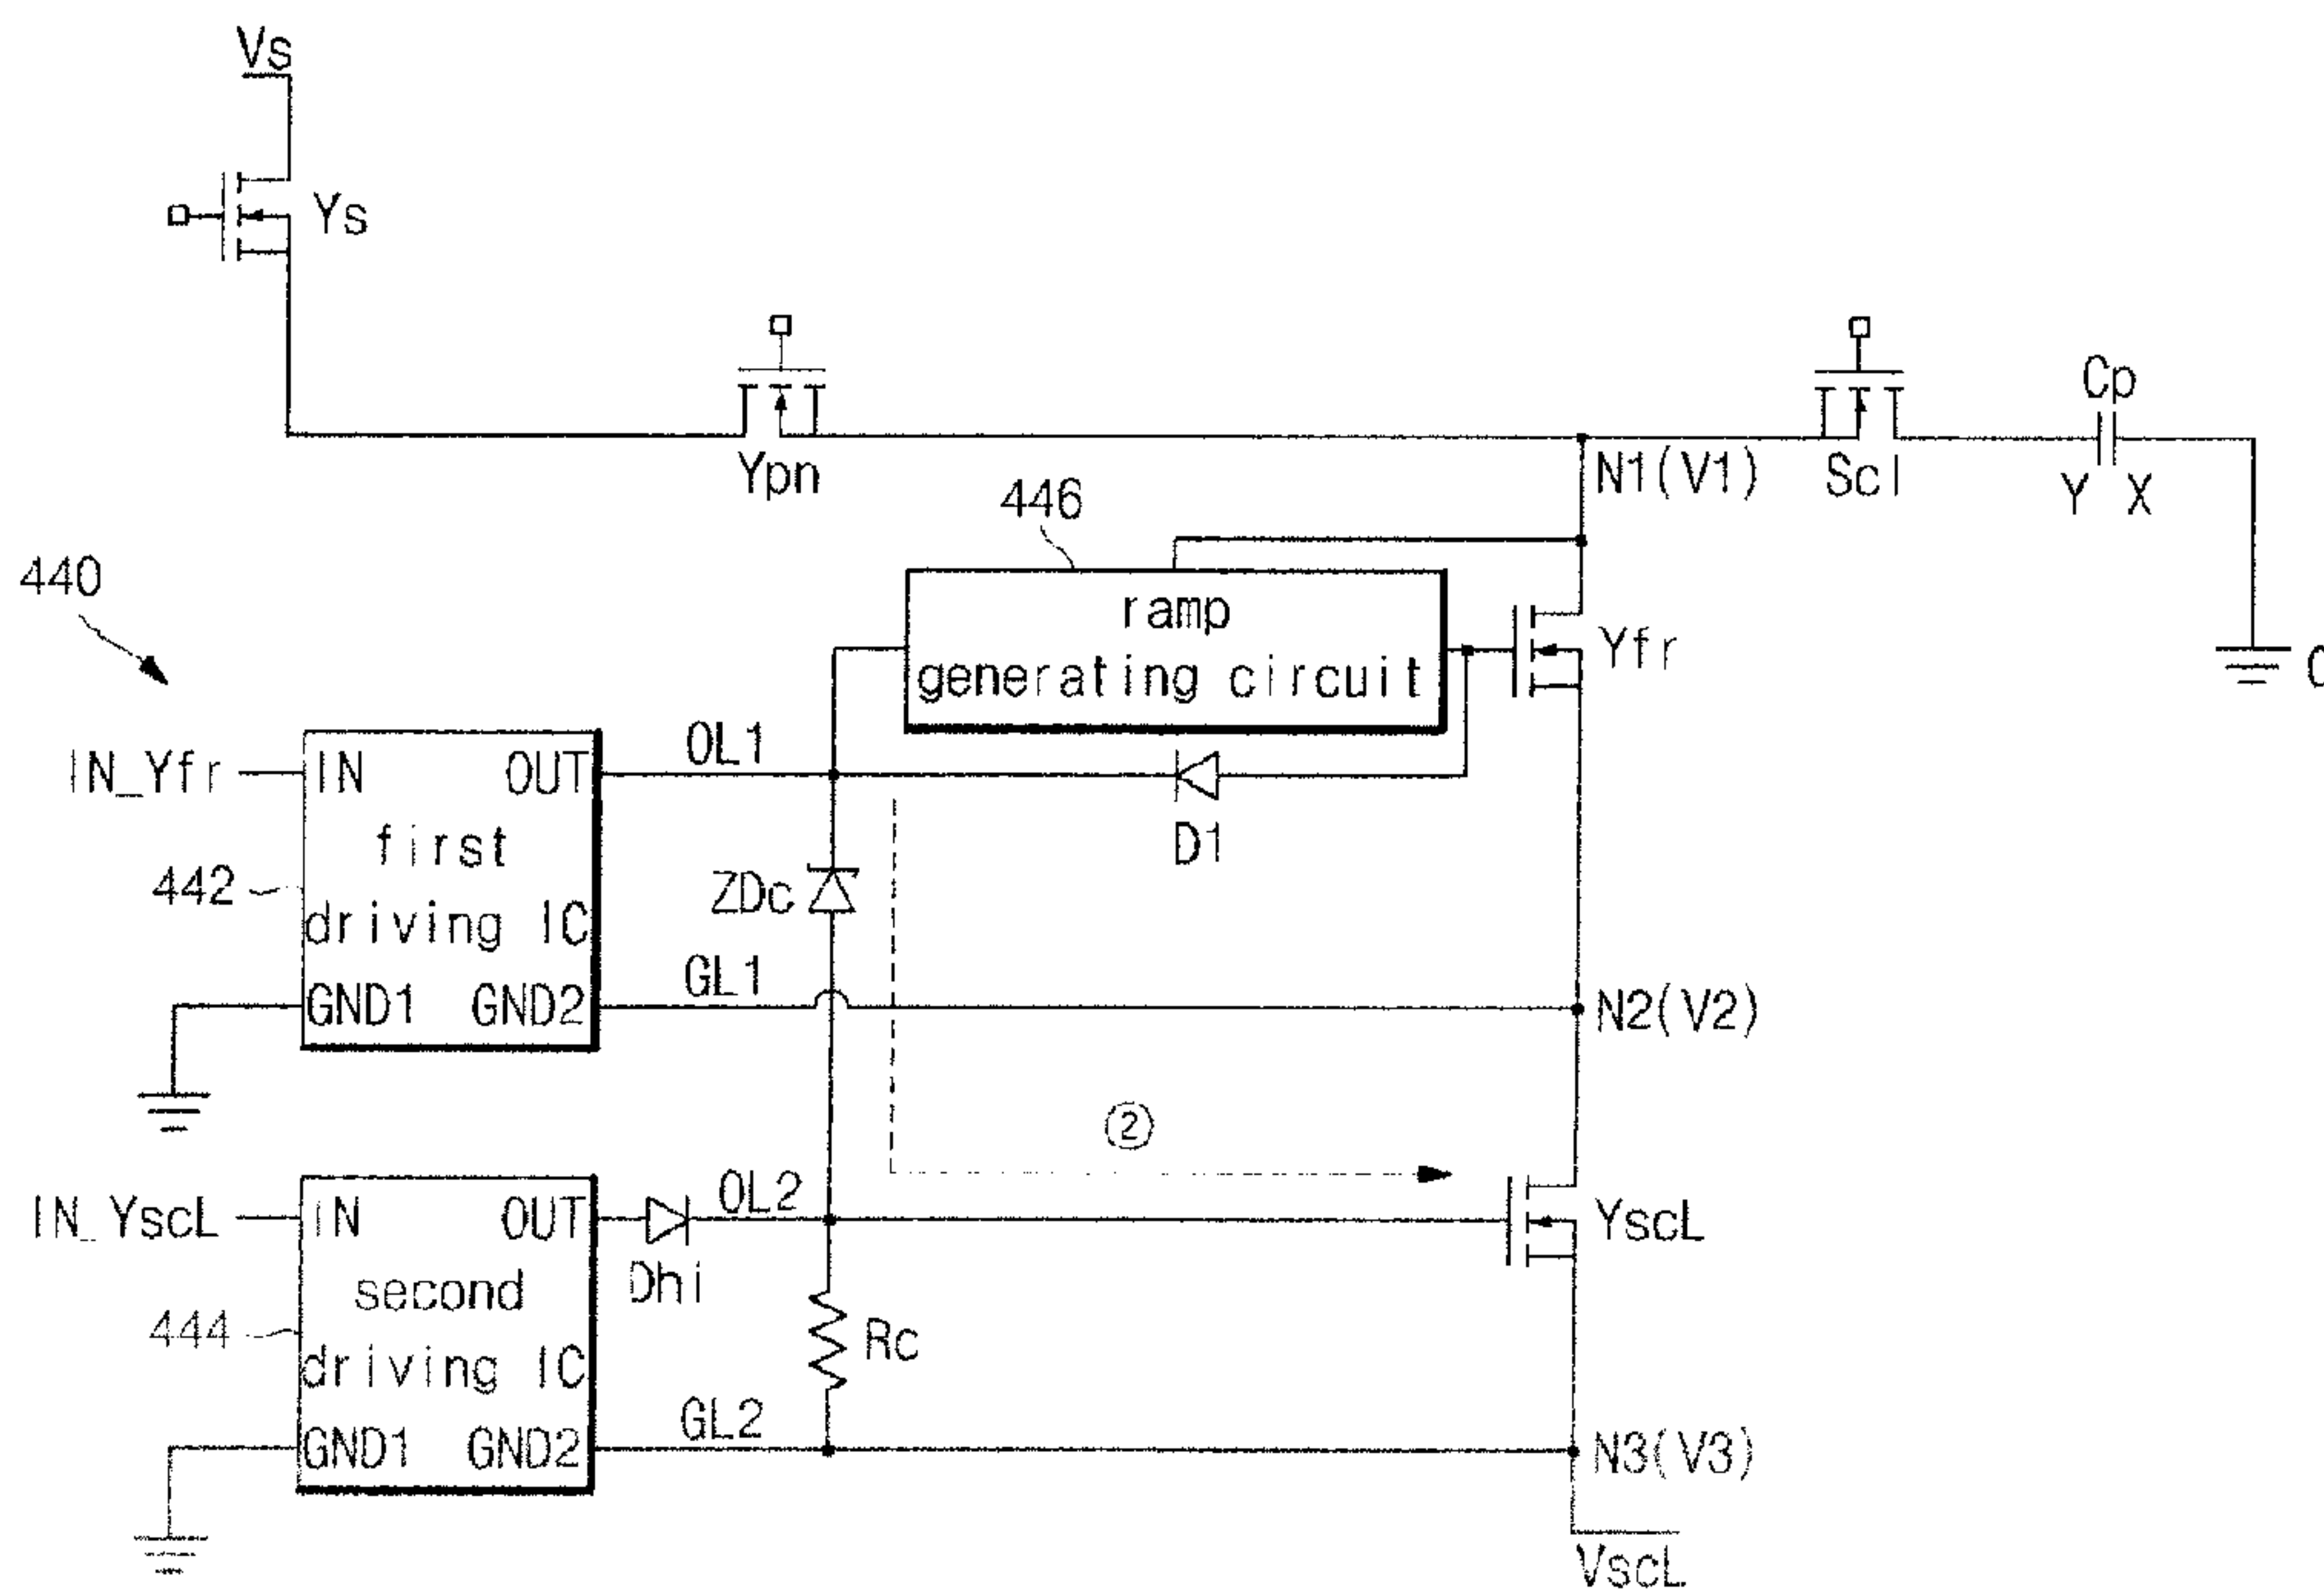 Vs
Ys
Ypn
N1(V1)
Scl
Cp
Y X
446
440
ramp
generating circuit
Yfr
IN_Yfr
IN OUT
OL1
first
D1
442
driving IC
ZDc
GL1
GND1 GND2
N2(V2)
②
IN_YscL
IN OUT
OL2
YscL
Dhi
second
444
driving IC
Rc
GL2
GND1 GND2
N3(V3)
VscL